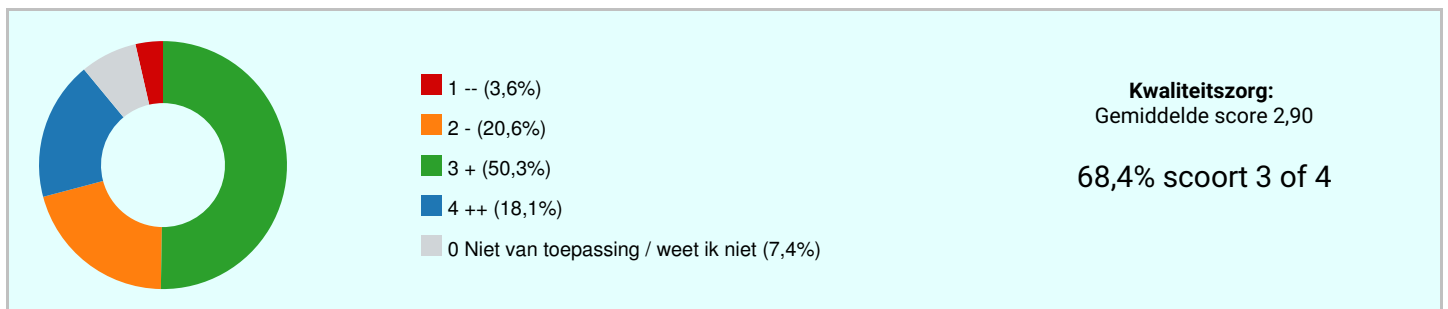 1 -- (3,6%)
2 - (20,6%)
3 + (50,3%)
4 ++ (18,1%)
0 Niet van toepassing / weet ik niet (7,4%)
Kwaliteitszorg:
Gemiddelde score 2,90
68,4% scoort 3 of 4